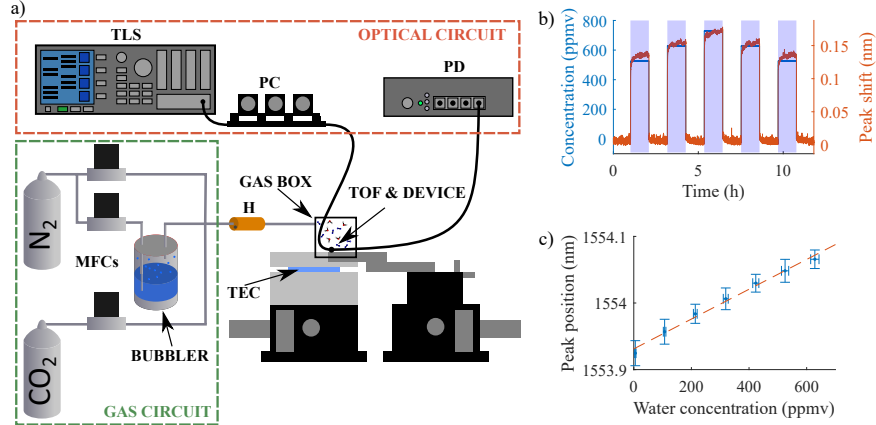 a)
TLS
OPTICAL CIRCUIT
PC
PD
GAS BOX
TOF & DEVICE
H
N2
MFCs
TEC
BUBBLER
CO2
GAS CIRCUIT
b)
Concentration (ppmv)
800
600
400
200
0
0.15
0.1
0.05
0
Peak shift (nm)
0
5
10
Time (h)
c)
Peak position (nm)
1554.1
1554
1553.9
0
200
400
600
Water concentration (ppmv)